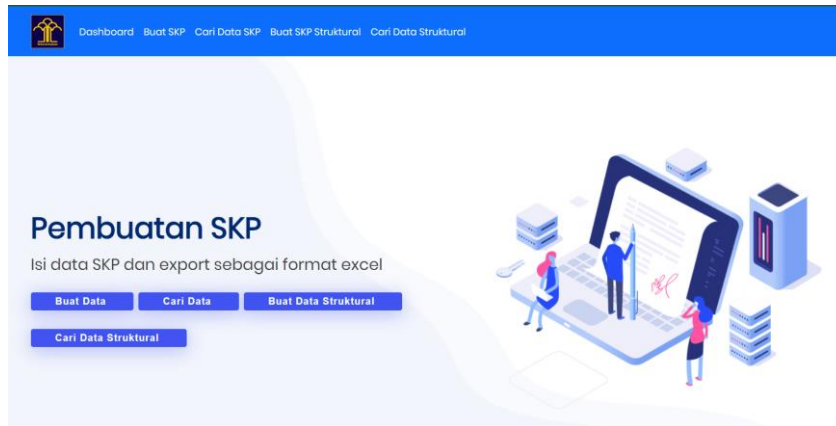 Dashboard Buat SKP Cari Data SKP Buat SKP Struktural Cari Data Struktural
Pembuatan SKP
Isi data SKP dan export sebagai format excel
Buat Data Cari Data Buat Data Struktural
Cari Data Struktural